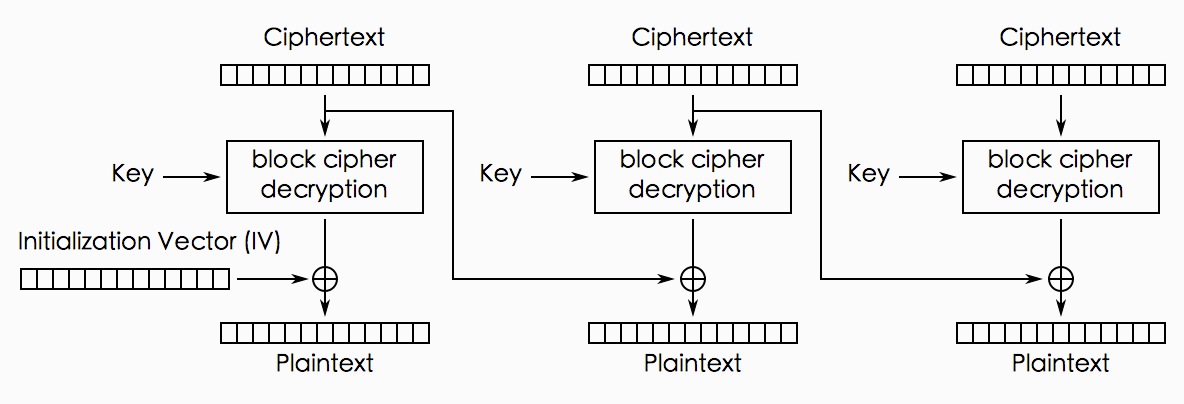 Ciphertext
Ciphertext
Ciphertext
Key
block cipher
decryption
Key
block cipher
decryption
Key
block cipher
decryption
Initialization Vector (IV)
Plaintext
Plaintext
Plaintext